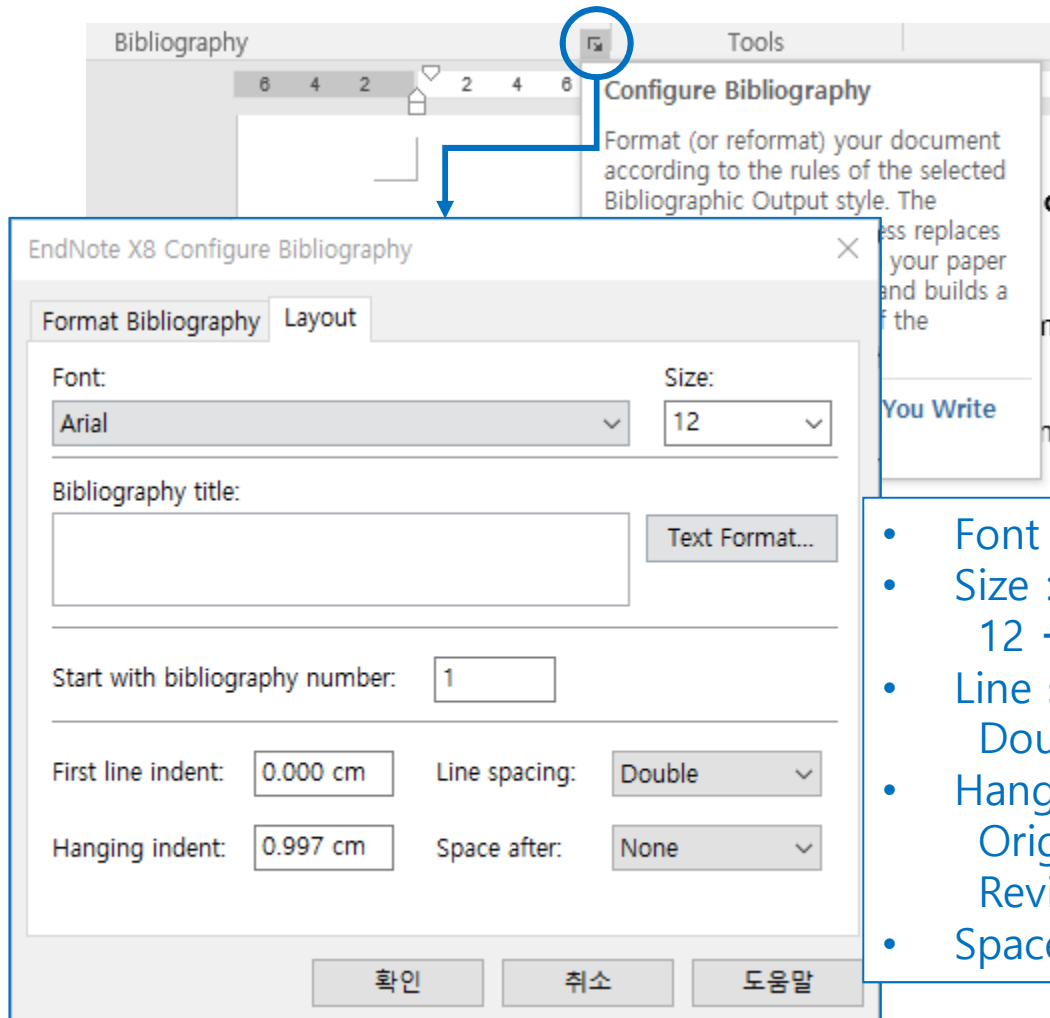 Bibliography
Tools
6 4 2 2 4 6
Configure Bibliography
Format (or reformat) your document
according to the rules of the selected
Bibliographic Output style. The
replaces
your paper
and builds a
the
You Write
EndNote X8 Configure Bibliography
Format Bibliography Layout
Font: Size:
Arial 12
Bibliography title:
Text Format...
Start with bibliography number: 1
First line indent: 0.000 cm Line spacing: Double
Hanging indent: 0.997 cm Space after: None
확인 취소 도움말
• Font
• Size :
12
• Line
Dou
• Hang
Orig
Revi
• Space